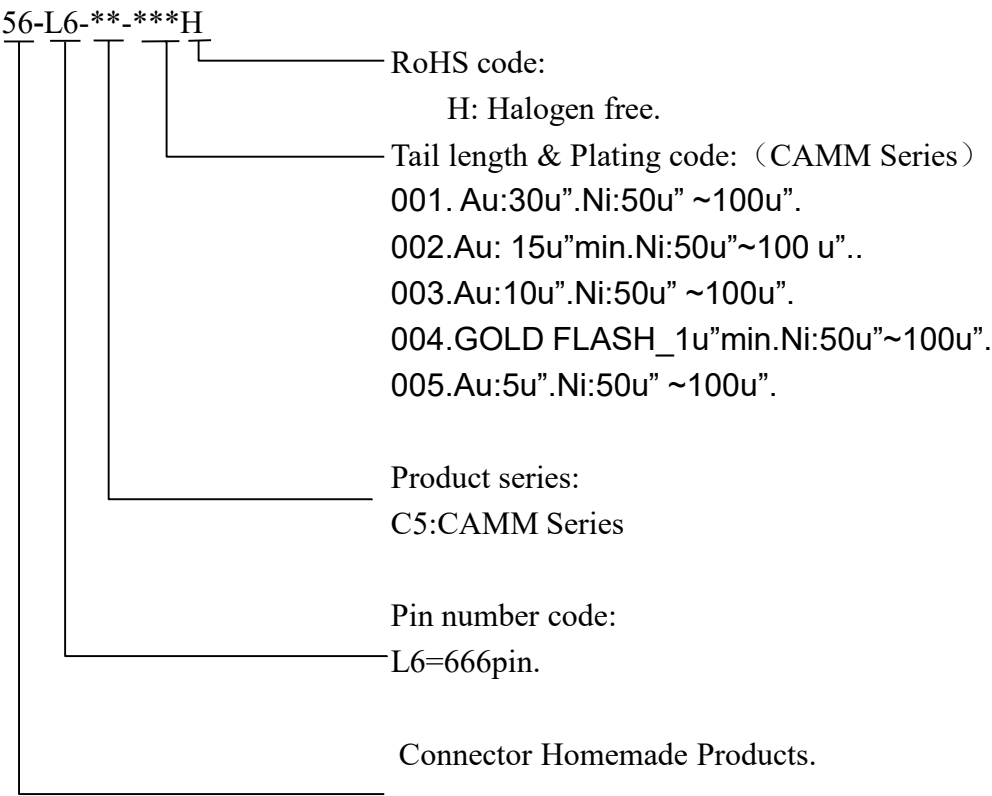 56-L6-**-***H
RoHS code:
H: Halogen free.
Tail length & Plating code:（CAMM Series）
001. Au:30u”.Ni:50u” ~100u”.
002.Au: 15u”min.Ni:50u”~100 u”..
003.Au:10u”.Ni:50u” ~100u”.
004.GOLD FLASH_1u”min.Ni:50u”~100u”.
005.Au:5u”.Ni:50u” ~100u”.
Product series:
C5:CAMM Series
Pin number code:
L6=666pin.
Connector Homemade Products.